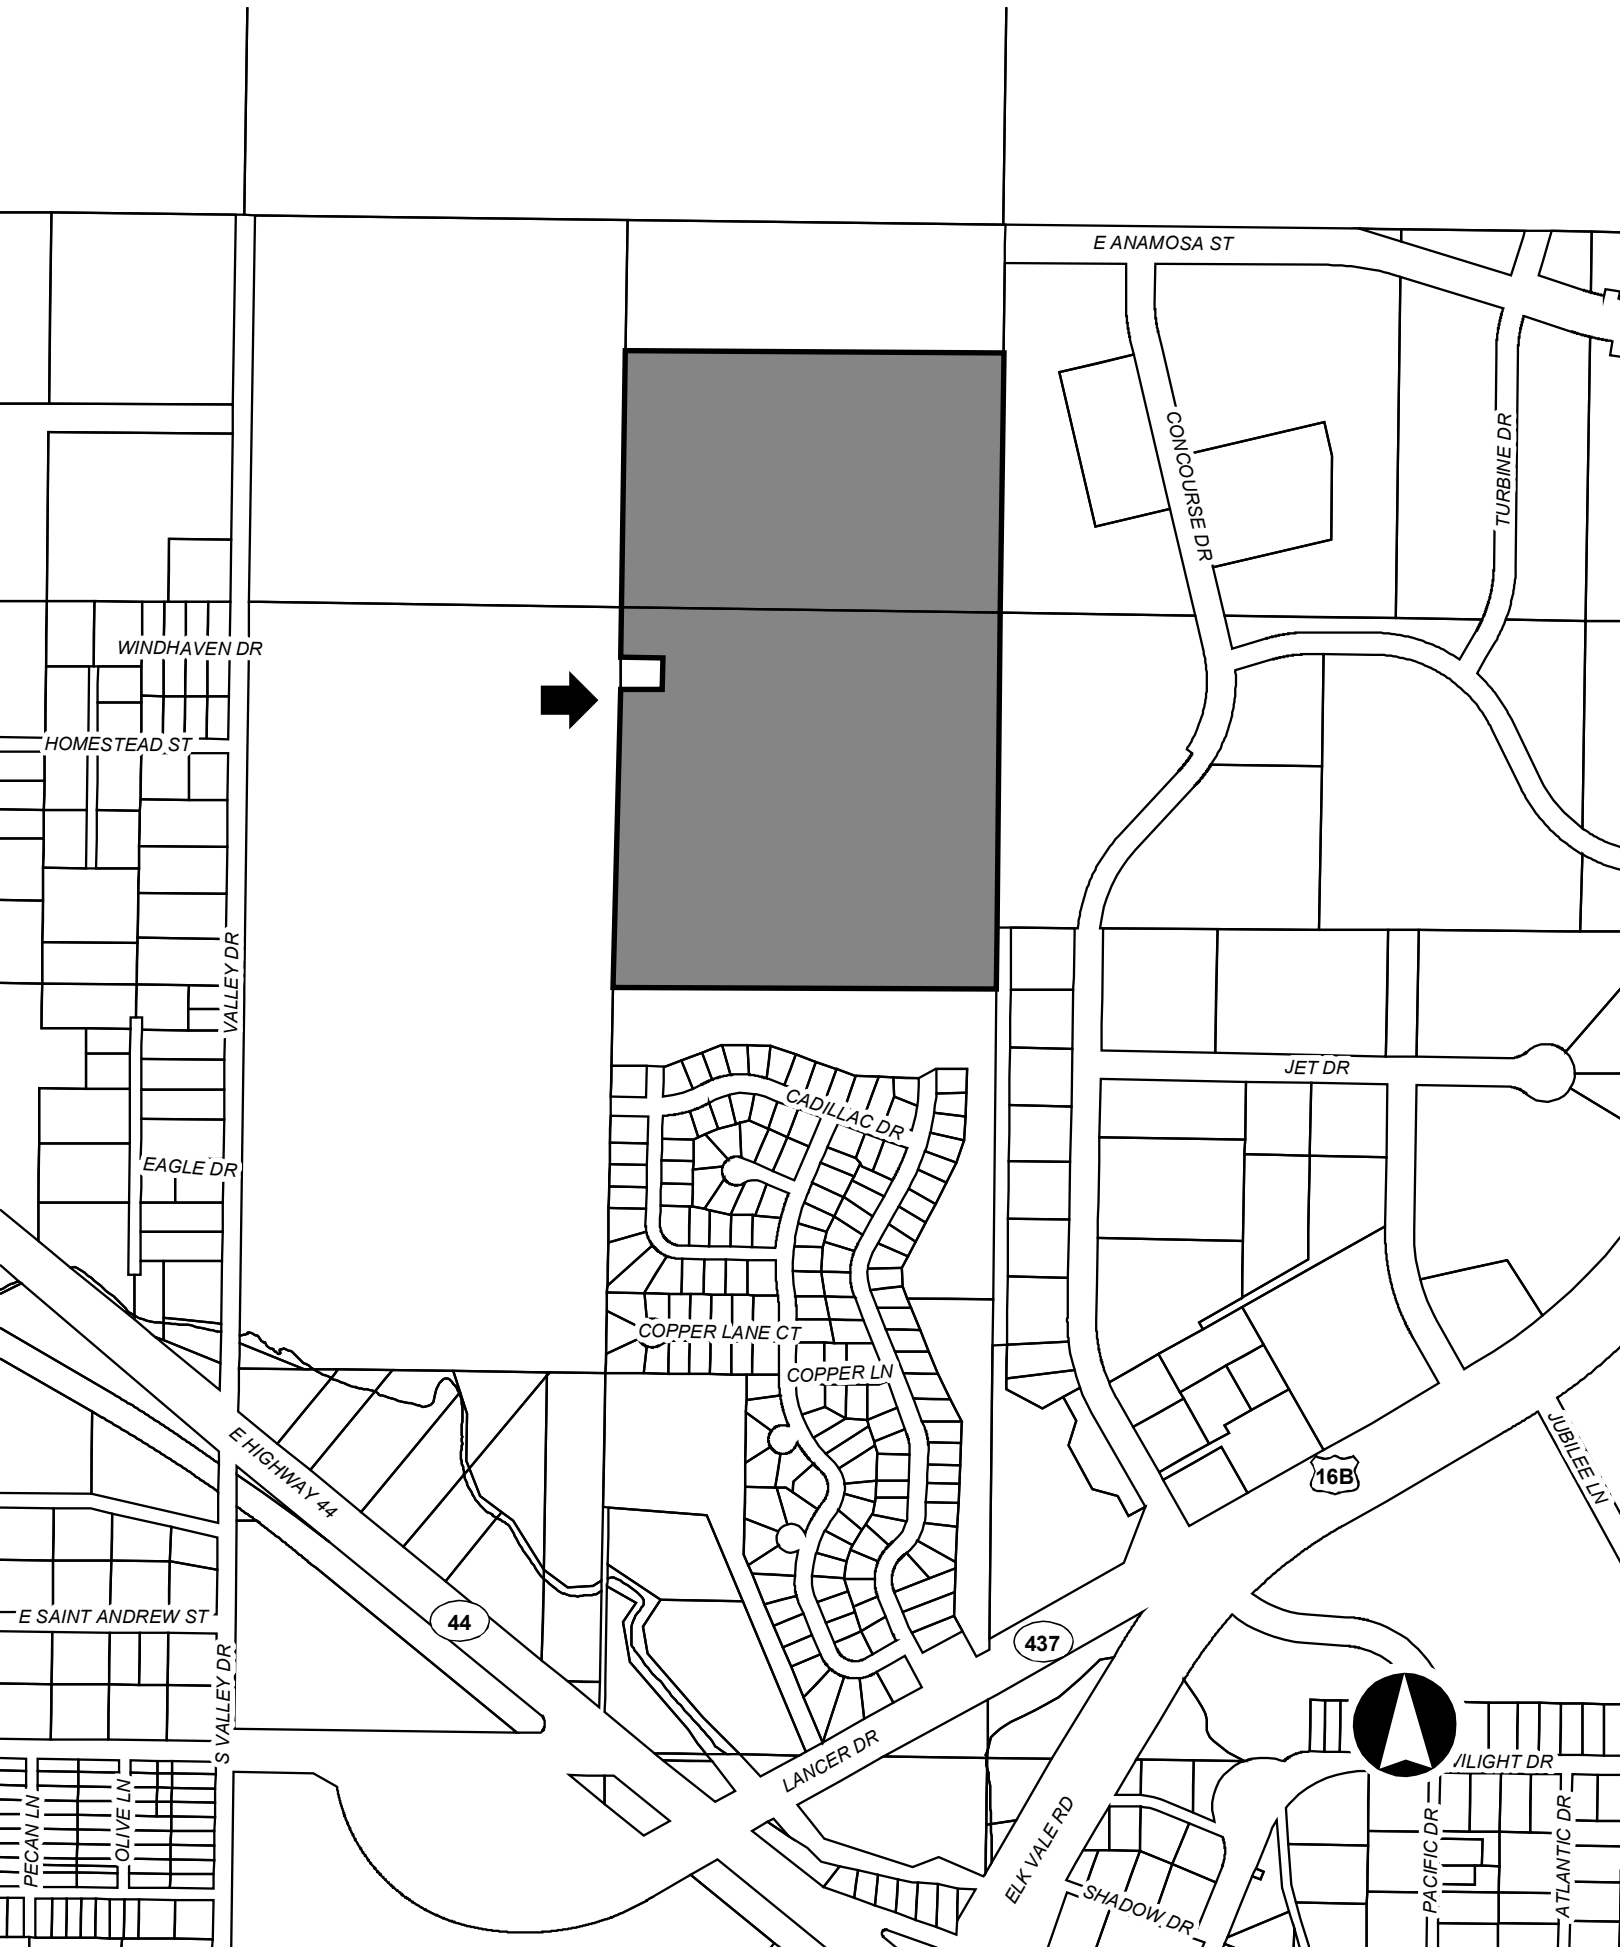 E ANAMOSA ST
CONCOURSE DR
TURBINE DR
WINDHAVEN DR
HOMESTEAD ST
VALLEY DR
JET DR
CADILLAC DR
EAGLE DR
COPPER LANE CT
COPPER LN
E HIGHWAY 44
16B
JUBILEE LN
44
E SAINT ANDREW ST
437
S VALLEY DR
LANCER DR
WILIGHT DR
PECAN LN
OLIVE LN
ELK VALE RD
PACIFIC DR
ATLANTIC DR
SHADOW DR